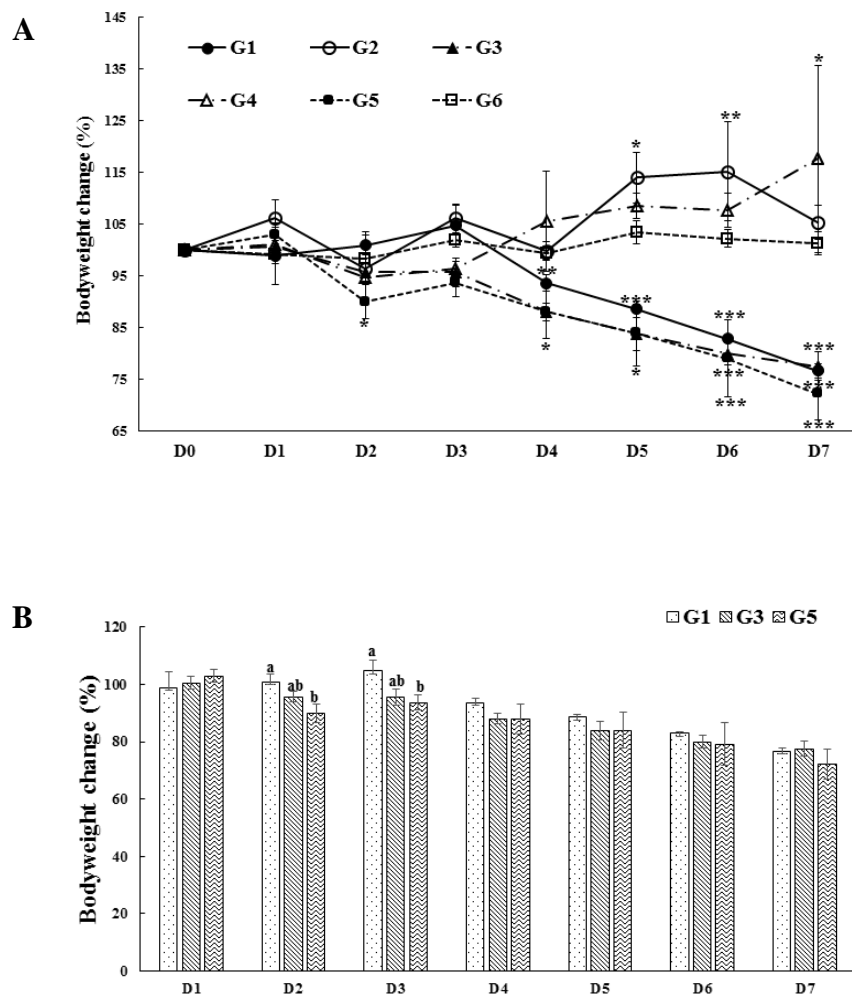 A
Bodyweight change (%)
145
135
125
115
105
95
85
75
65
G1 G2 G3
G4 G5 G6
*
**
*
**
***
***
***
*
*
*
***
***
***
***
D0 D1 D2 D3 D4 D5 D6 D7
B
Bodyweight change (%)
G1 G3 G5
120
100
80
60
40
20
0
a ab b
a ab b
D1 D2 D3 D4 D5 D6 D7